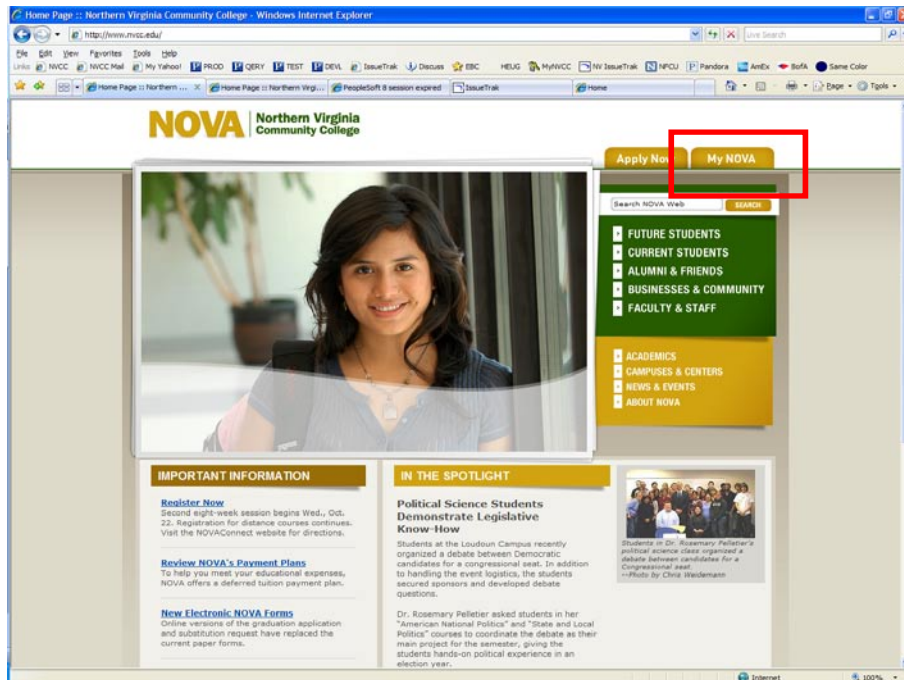 Home Page :: Northern Virginia Community College - Windows Internet Explorer
http://www.nvcc.edu/
Live Search
File Edit View Favorites Tools Help
Links NVCC NVCC Mail My Yahoo! PROD QERY TEST DEVL IssueTrak Discuss EBC HEUG MyNVCC NV IssueTrak NFCU Pandora AmEx BofA Same Color
Home Page :: Northern ... Home Page :: Northern Virgi... PeopleSoft 8 session expired IssueTrak Home Page Tools
NOVA Northern Virginia
Community College
Apply Now My NOVA
Search NOVA Web SEARCH
FUTURE STUDENTS
CURRENT STUDENTS
ALUMNI & FRIENDS
BUSINESSES & COMMUNITY
FACULTY & STAFF
ACADEMICS
CAMPUSES & CENTERS
NEWS & EVENTS
ABOUT NOVA
IMPORTANT INFORMATION
Register Now
Second eight-week session begins Wed., Oct.
22. Registration for distance courses continues.
Visit the NOVAConnect website for directions.
Review NOVA's Payment Plans
To help you meet your educational expenses,
NOVA offers a deferred tuition payment plan.
New Electronic NOVA Forms
Online versions of the graduation application
and substitution request have replaced the
current paper forms.
IN THE SPOTLIGHT
Political Science Students
Demonstrate Legislative
Know-How
Students at the Loudoun Campus recently
organized a debate between Democratic
candidates for a congressional seat. In addition
to handling the event logistics, the students
secured sponsors and developed debate
questions.
Dr. Rosemary Pelletier asked students in her
"American National Politics" and "State and Local
Politics" courses to coordinate the debate as their
main project for the semester, giving the
students hands-on political experience in an
election year.
Students in Dr. Rosemary Pelletier's
political science class organized a
debate between candidates for a
Congressional seat.
--Photo by Chris Weidemann
Internet 100%